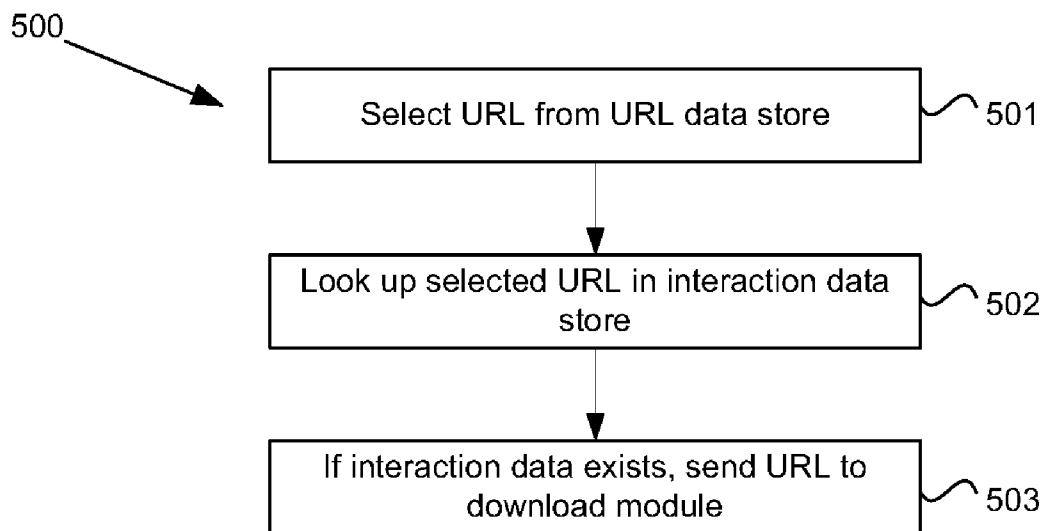 500
Select URL from URL data store
501
Look up selected URL in interaction data
store
502
If interaction data exists, send URL to
download module
503